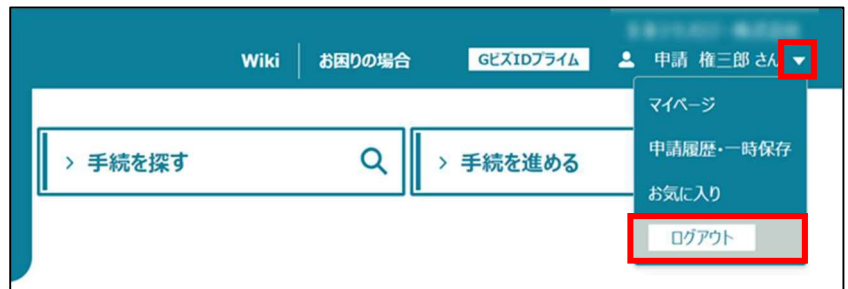 Wiki お困りの場合 GビズIDプライム 申請 権三郎 さん ▼
マイページ
> 手続を探す > 手続を進める
申請履歴・一時保存
お気に入り
ログアウト